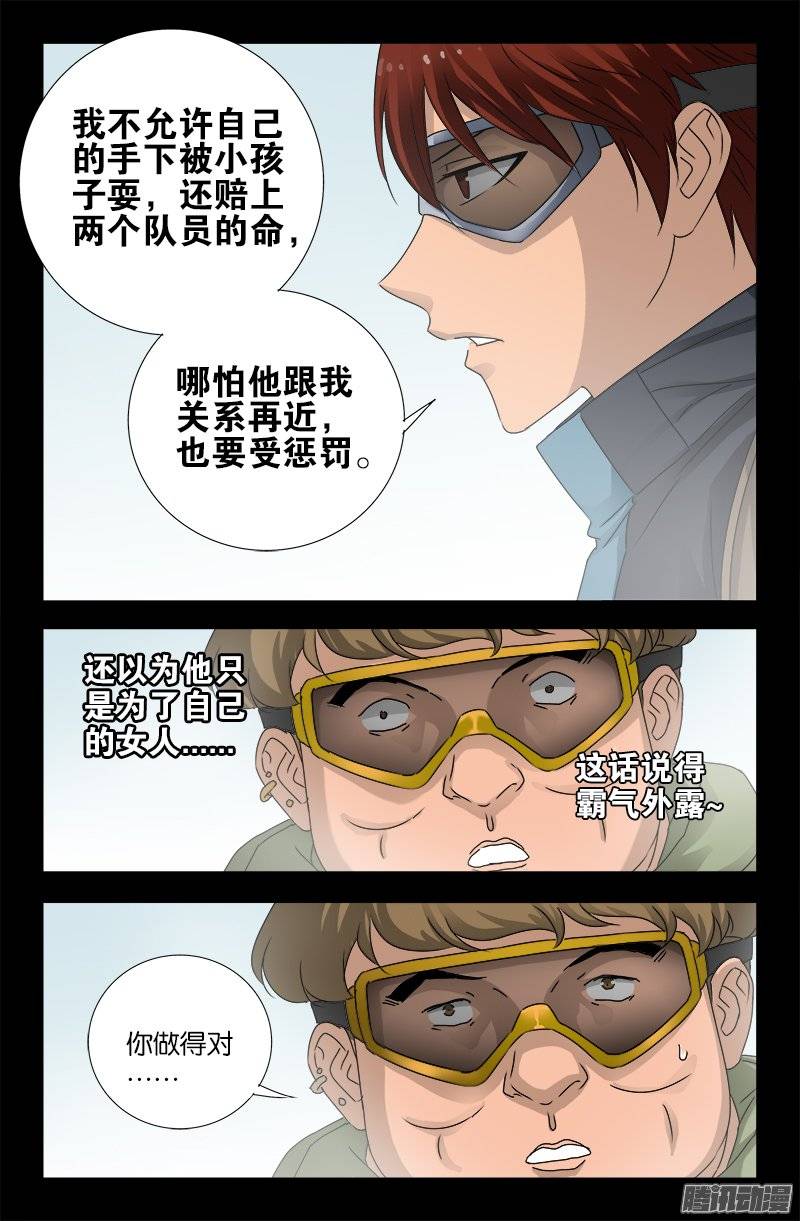 我不允许自己
的手下被小孩
子耍，还赔上
两个队员的命，
哪怕他跟我
关系再近，
也要受惩罚。
还以为他只
是为了自己
的女人......
这话说得
霸气外露~
你做得对
……
腾讯动漫